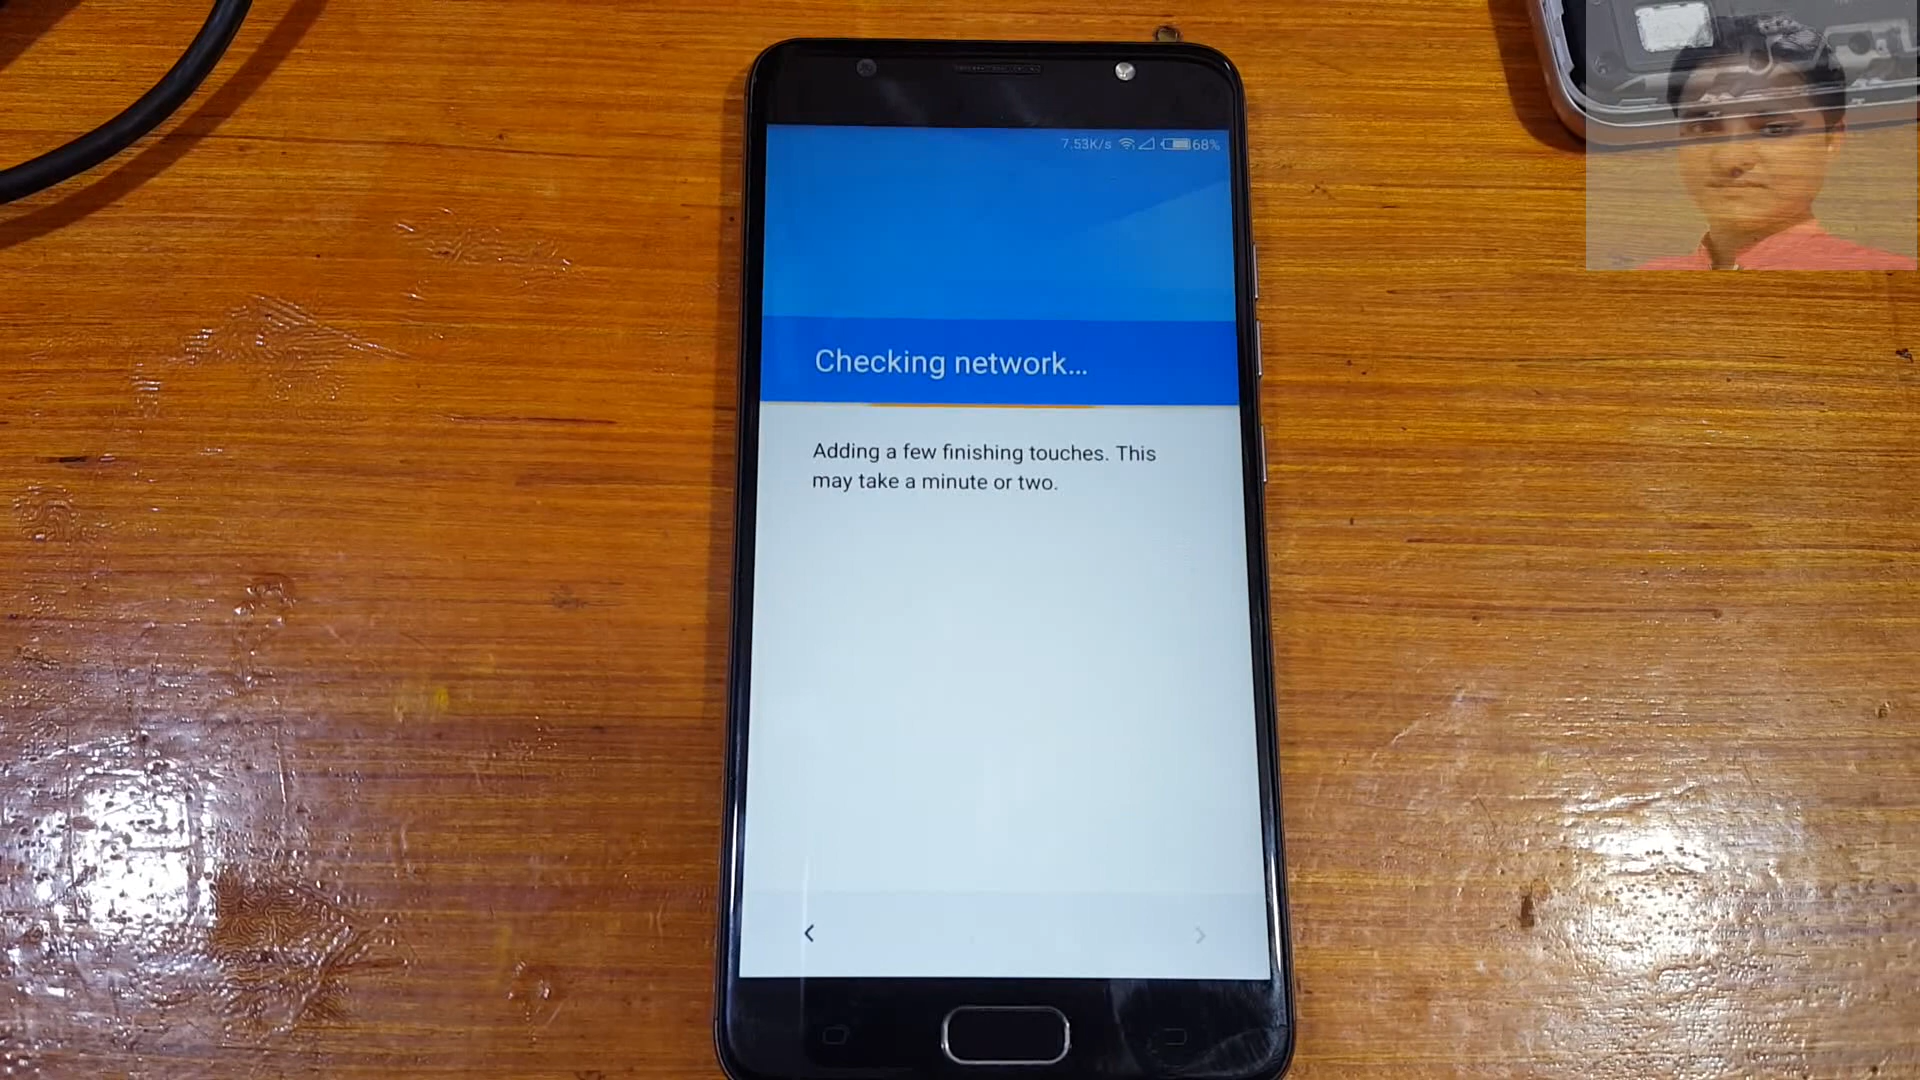 7.53K/s 68%
Checking network...
Adding a few finishing touches. This
may take a minute or two.